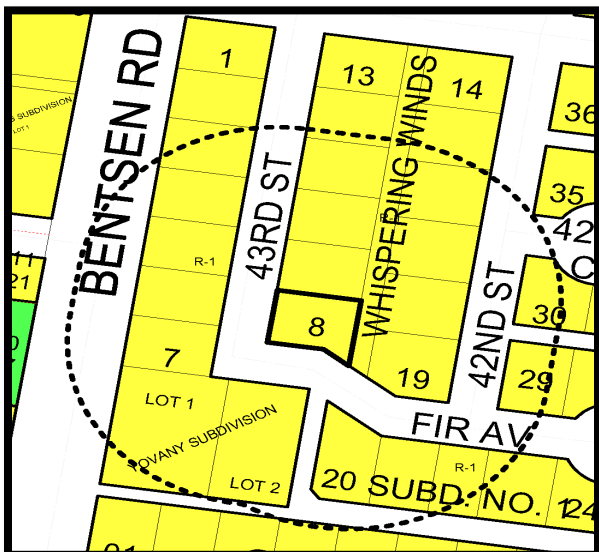 BENTSEN RD
1
13
WHISPERING WINDS
14
36
SUBDIVISION
LOT 1
35
43RD ST
42
C
R-1
11
21
8
42ND ST
30
7
19
29
LOT 1
YOVANY SUBDIVISION
LOT 2
FIR AV
R-1
20 SUBD. NO. 1
24